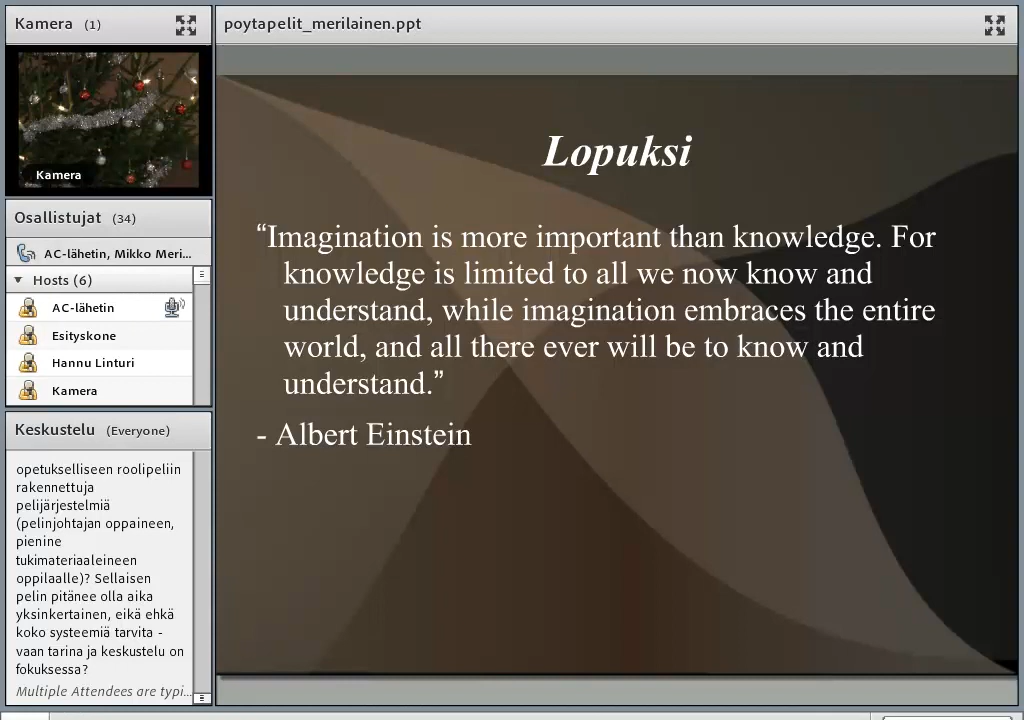 Kamera (1)
Kamera
Osallistujat (34)
AC-lähetin, Mikko Meri...
Hosts (6)
AC-lähetin
Esityskone
Hannu Linturi
Kamera
Keskustelu (Everyone)
opetukselliseen roolipeliin
rakennettuja
pelijärjestelmiä
(pelinjohtajan oppaineen,
pienine
tukimateriaaleineen
oppilaalle)? Sellaisen
pelin pitänee olla aika
yksinkertainen, eikä ehkä
koko systeemiä tarvita -
vaan tarina ja keskustelu on
fokuksessa?
Multiple Attendees are typi...
poytapelit_merilainen.ppt
Lopuksi
“Imagination is more important than knowledge. For
knowledge is limited to all we now know and
understand, while imagination embraces the entire
world, and all there ever will be to know and
understand.”
- Albert Einstein